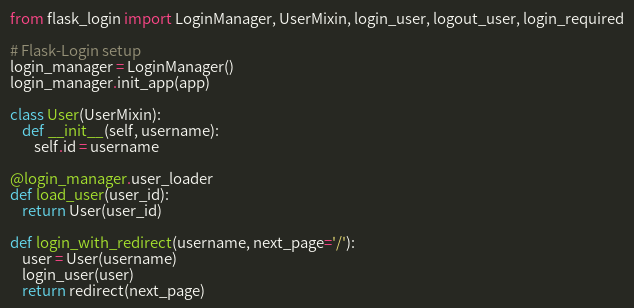 from flask_login import LoginManager, UserMixin, login_user, logout_user, login_required

# Flask-Login setup
login_manager = LoginManager()
login_manager.init_app(app)

class User(UserMixin):
    def __init__(self, username):
        self.id = username

@login_manager.user_loader
def load_user(user_id):
    return User(user_id)

def login_with_redirect(username, next_page='/'):
    user = User(username)
    login_user(user)
    return redirect(next_page)